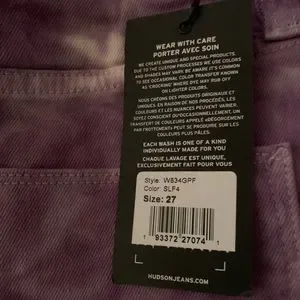 WEAR WITH CARE
PORTER AVEC SOIN
WE CREATE UNIQUE AND SPECIAL PRODUCTS.
DUE TO THE CUSTOM PROCESSES WE USE COLORS
AND SHADES MAY VARY. BE AWARE IT'S COMMON
TO SEE OCCASIONAL COLOR TRANSFER KNOWN
AS "CROCKING" WHERE DYE MAY RUB OFF
ON LIGHTER COLORS.
NOUS CRÉONS DES PRODUITS ORIGINAUX ET
UNIQUES. EN RAISON DE NOS PROCÉDÉS, LES
COULEURS ET LES NUANCES PEUVENT VARIER.
SOYEZ CONSCIENT QU'OCCASIONNELLEMENT, UN
TRANSFERT DE COULEURS APPELÉ «DÉGORGEMENT
PAR FROTTEMENT» PEUT SE PRODUIRE SUR LES
COULEURS PLUS PÂLES.
EACH WASH IS ONE OF A KIND
INDIVIDUALLY MADE FOR YOU
CHAQUE LAVAGE EST UNIQUE,
EXCLUSIVEMENT FAIT POUR VOUS
Style: W834GPF
Color: SLF4
Size: 27
1 93372 27074 1
HUDSONJEANS.COM